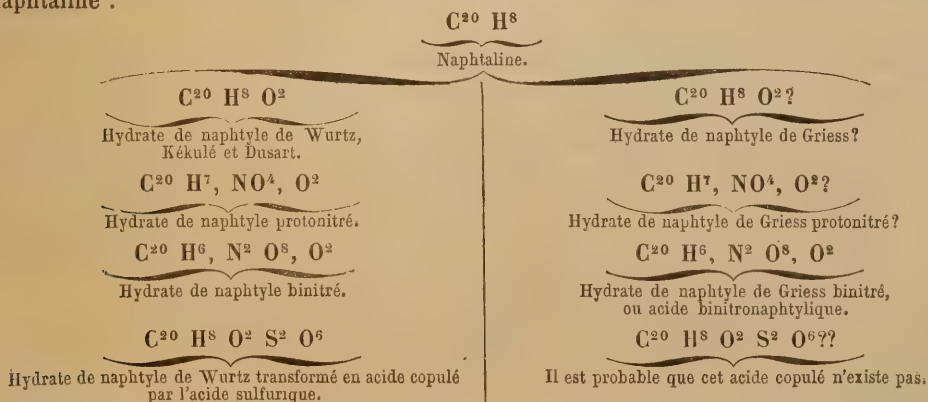 naphtaline :
C²⁰ H⁸
Naphtaline.
C²⁰ H⁸ O²
Hydrate de naphtyle de Wurtz,
Kékulé et Dusart.
C²⁰ H⁷, NO⁴, O²
Hydrate de naphtyle protonitré.
C²⁰ H⁶, N² O⁸, O²
Hydrate de naphtyle binitré.
C²⁰ H⁸ O² S² O⁶
Hydrate de naphtyle de Wurtz transformé en acide copulé
par l'acide sulfurique.
C²⁰ H⁸ O²?
Hydrate de naphtyle de Griess?
C²⁰ H⁷, NO⁴, O²?
Hydrate de naphtyle de Griess protonitré?
C²⁰ H⁶, N² O⁸, O²
Hydrate de naphtyle de Griess binitré,
ou acide binitronaphtylique.
C²⁰ H⁸ O² S² O⁶??
Il est probable que cet acide copulé n'existe pas.